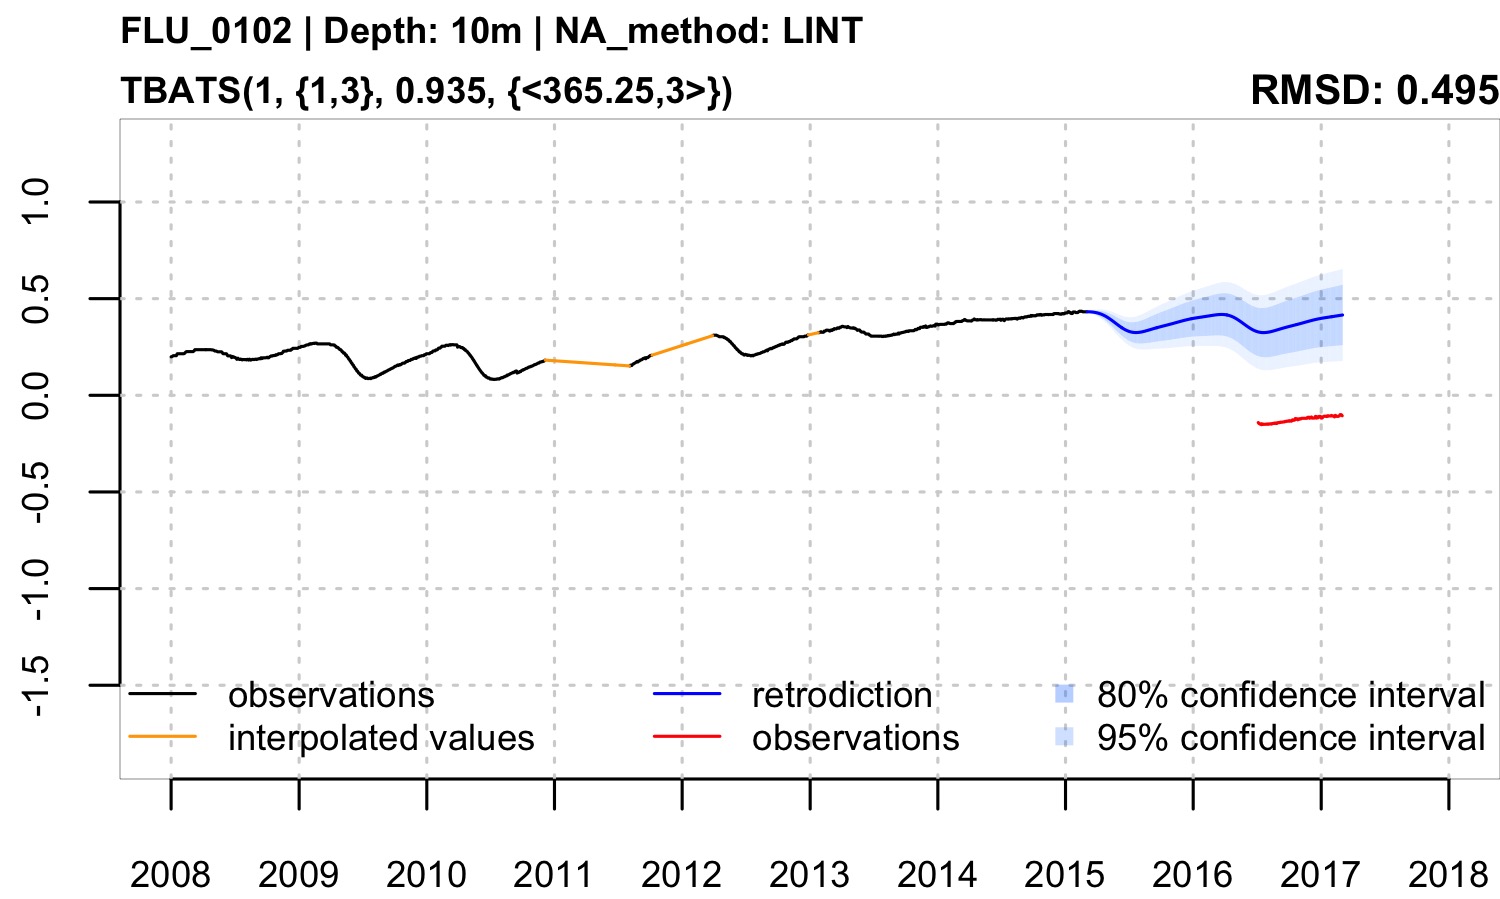 FLU_0102 | Depth: 10m | NA_method: LINT
TBATS(1, {1,3}, 0.935, {<365.25,3>})
RMSD: 0.495
1.0
0.5
0.0
-0.5
-1.0
-1.5
observations
interpolated values
retrodiction
observations
80% confidence interval
95% confidence interval
2008 2009 2010 2011 2012 2013 2014 2015 2016 2017 2018